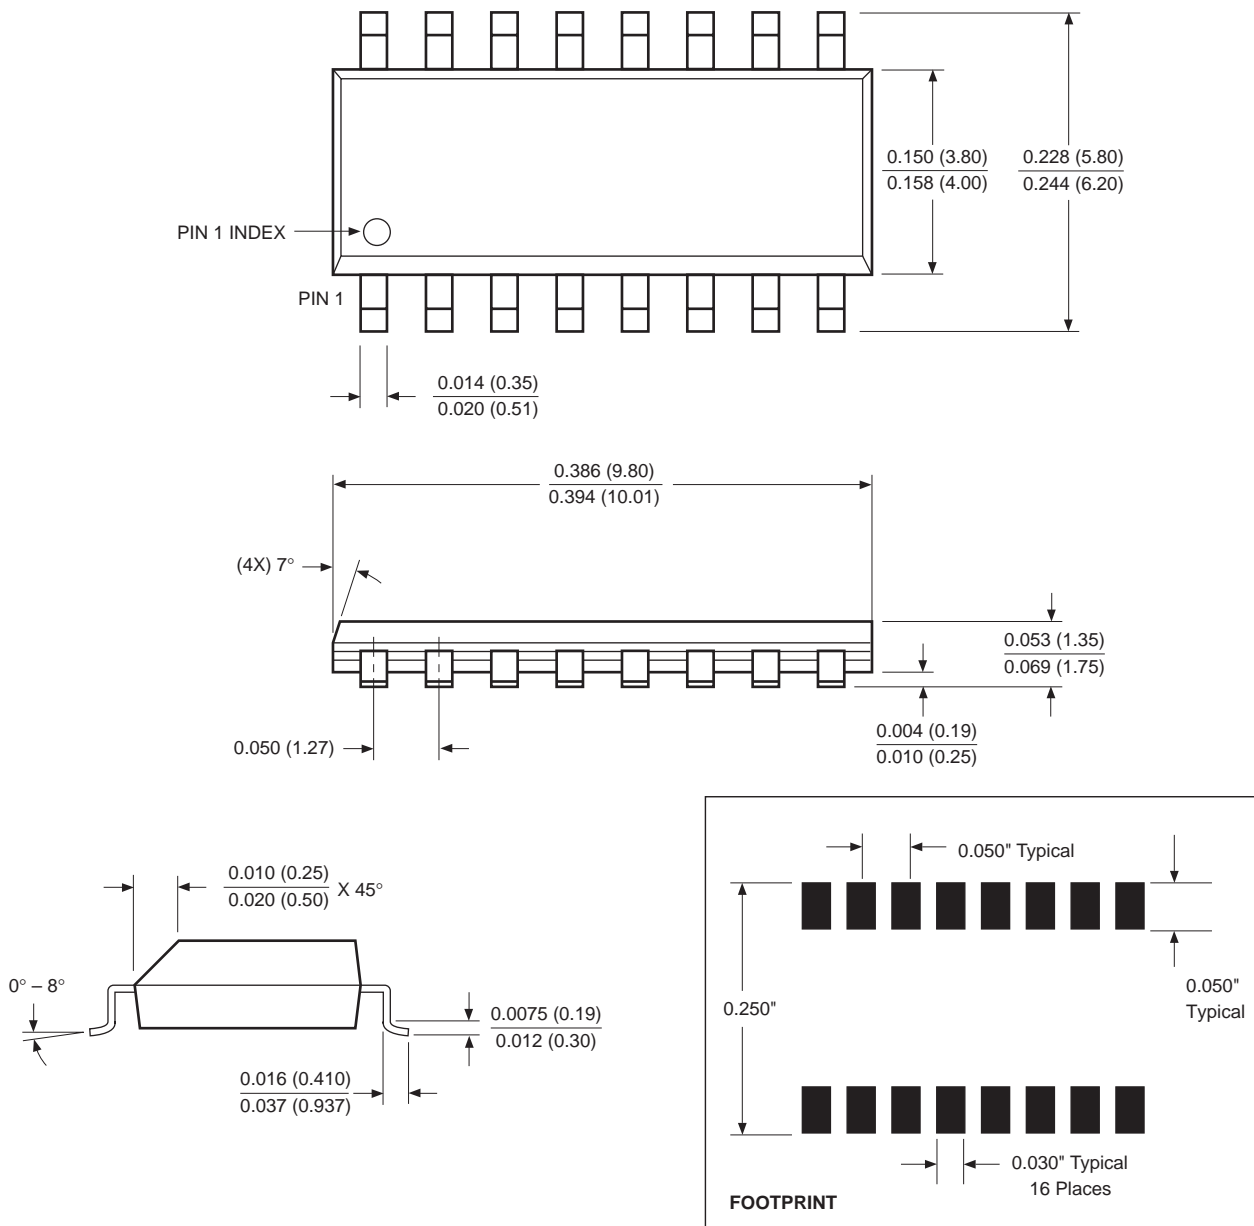 0.150 (3.80)
0.158 (4.00)
0.228 (5.80)
0.244 (6.20)
PIN 1 INDEX
PIN 1
0.014 (0.35)
0.020 (0.51)
0.386 (9.80)
0.394 (10.01)
(4X) 7°
0.053 (1.35)
0.069 (1.75)
0.004 (0.19)
0.010 (0.25)
0.050 (1.27)
0.010 (0.25)
0.020 (0.50)
X 45°
0° – 8°
0.0075 (0.19)
0.012 (0.30)
0.016 (0.410)
0.037 (0.937)
0.050" Typical
0.050"
Typical
0.250"
0.030" Typical
16 Places
FOOTPRINT